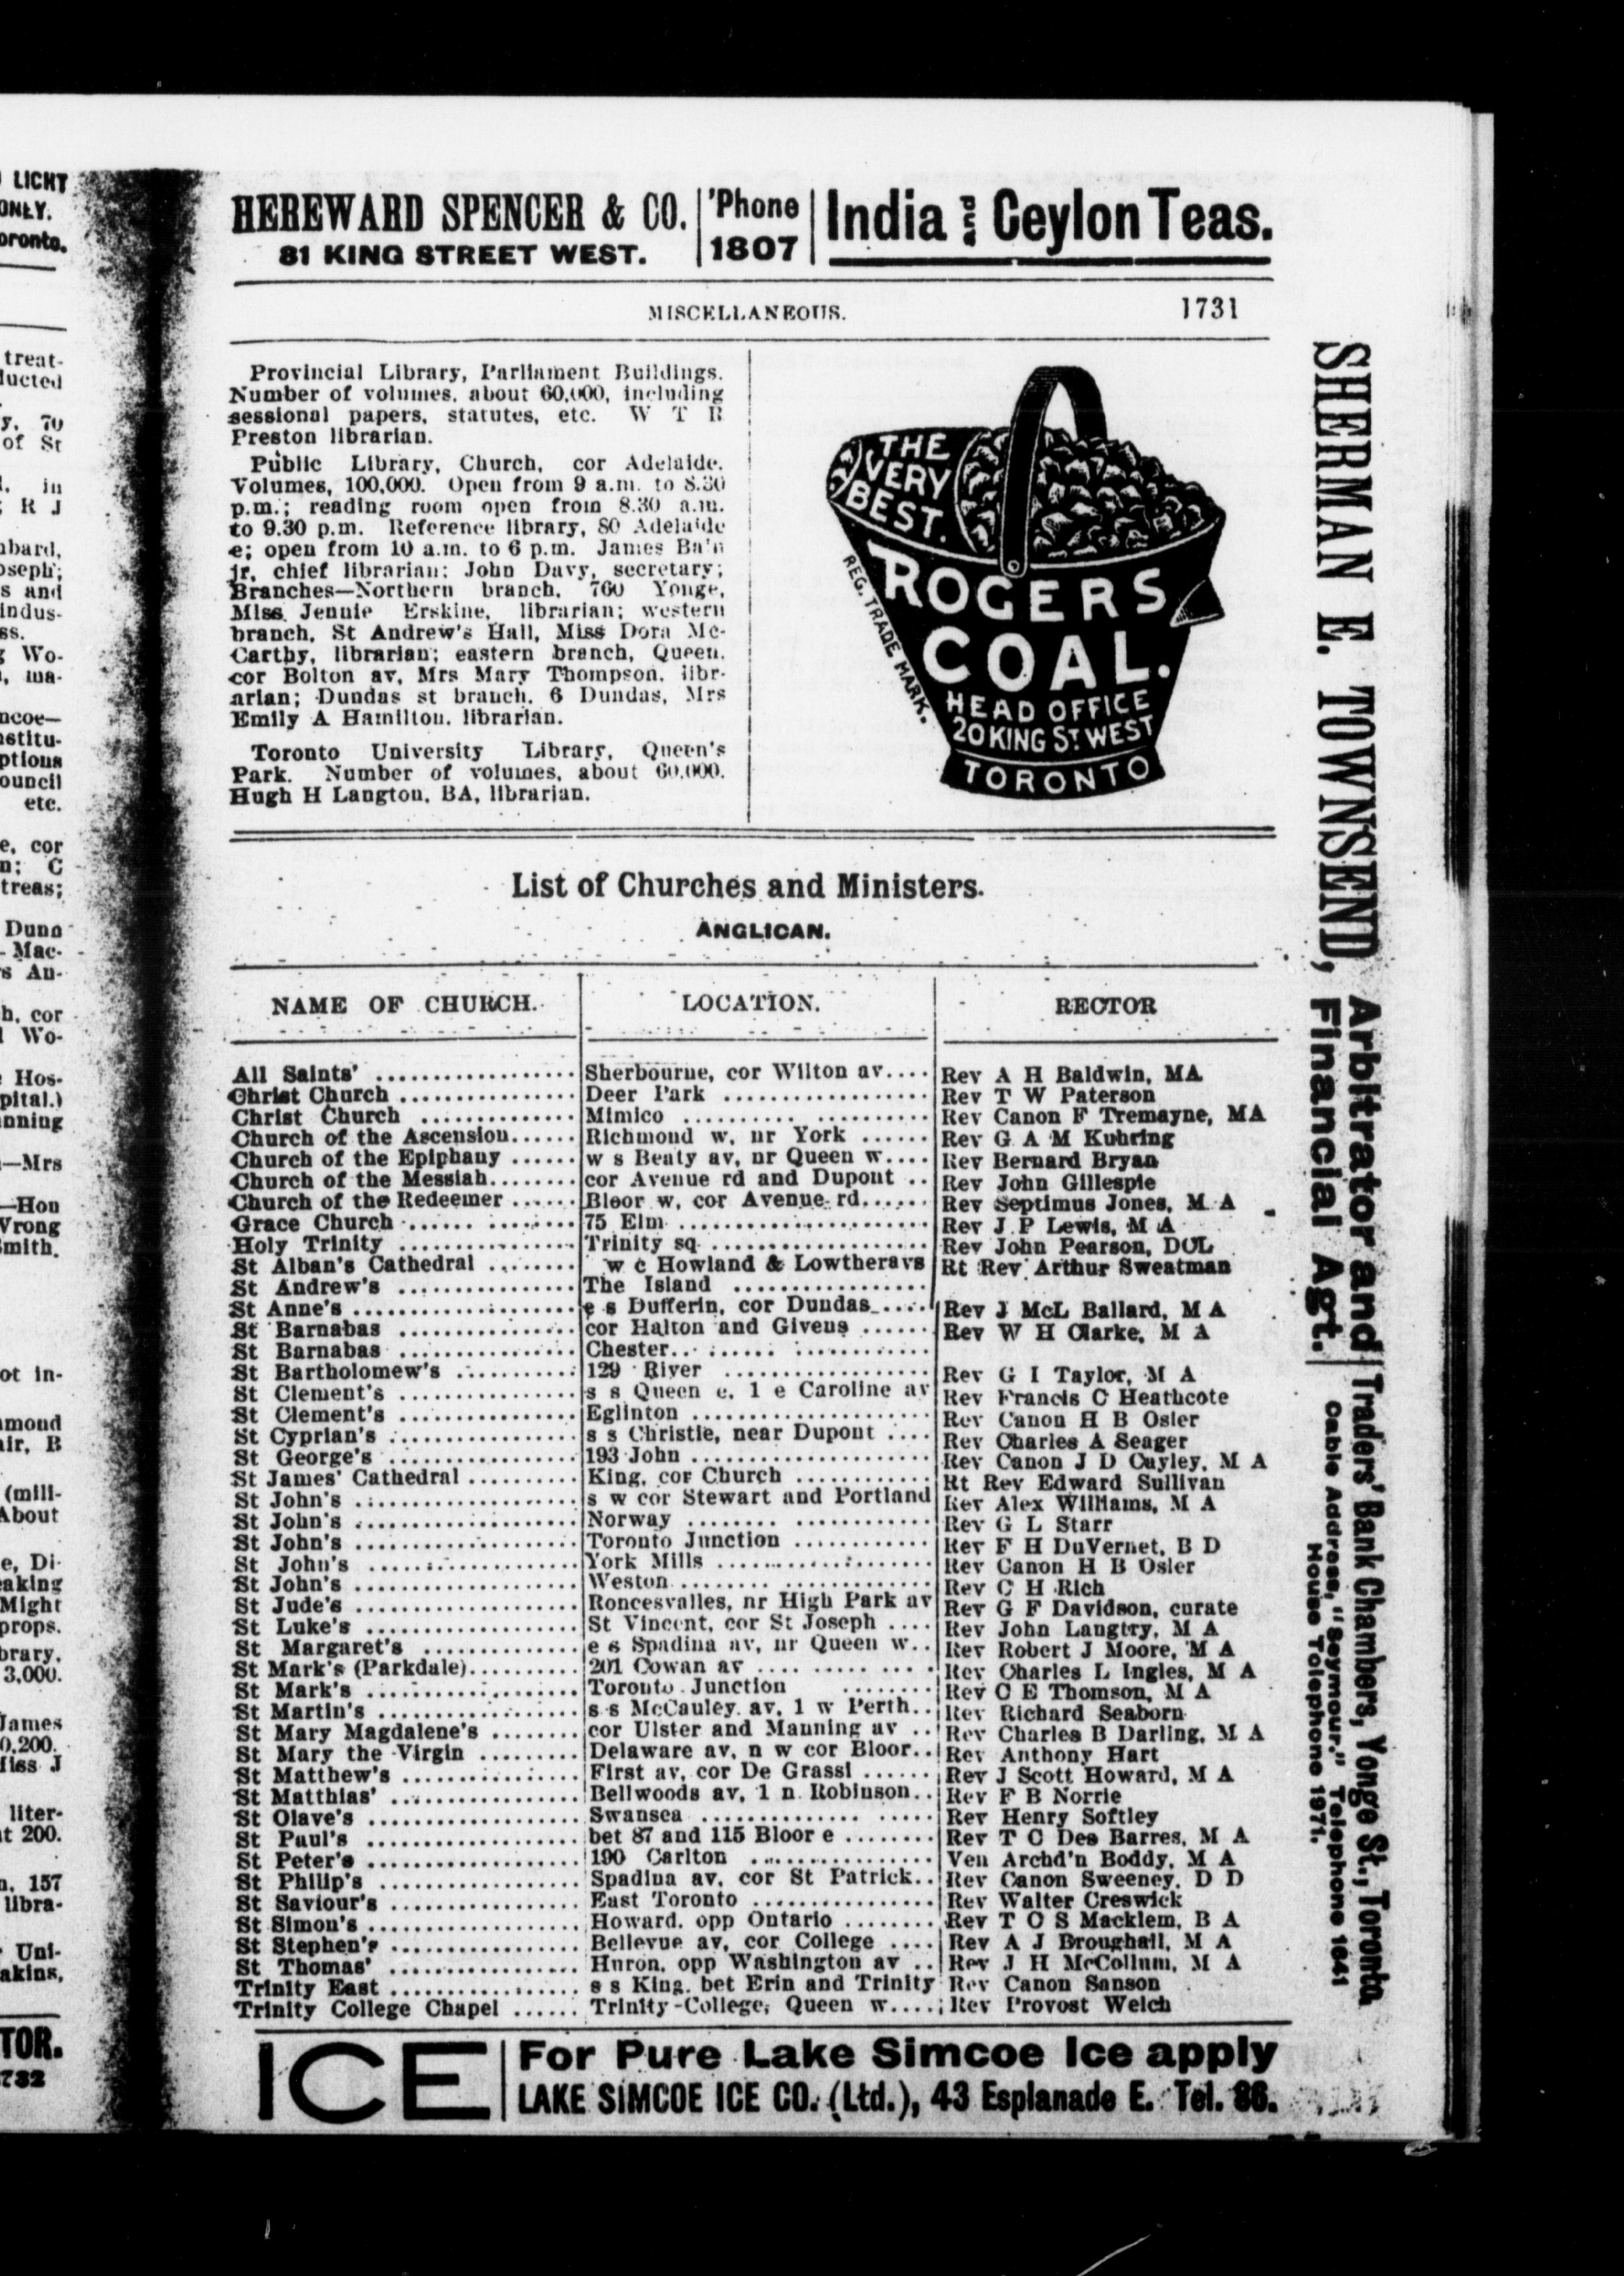 HEREWARD SPENCER & CO.
81 KING STREET WEST.
'Phone
1807
India and Ceylon Teas.
MISCELLANEOUS.
1731
Provincial Library, Parliament Buildings.
Number of volumes, about 60,000, including
sessional papers, statutes, etc. W T R
Preston librarian.
Public Library, Church, cor Adelaide.
Volumes, 100,000. Open from 9 a.m. to 8.30
p.m.; reading room open from 8.30 a.m.
to 9.30 p.m. Reference library, 80 Adelaide
e; open from 10 a.m. to 6 p.m. James Bain
jr, chief librarian; John Davy, secretary;
Branches—Northern branch, 760 Yonge,
Miss Jennie Erskine, librarian; western
branch, St Andrew's Hall, Miss Dora Mc-
Carthy, librarian; eastern branch, Queen,
cor Bolton av, Mrs Mary Thompson, libr-
arian; Dundas st branch, 6 Dundas, Mrs
Emily A Hamilton, librarian.
Toronto University Library, Queen's
Park. Number of volumes, about 60,000.
Hugh H Langton, BA, librarian.
THE
VERY
BEST.
ROGERS
COAL.
REG. TRADE MARK.
HEAD OFFICE
20 KING ST WEST
TORONTO
List of Churches and Ministers.
ANGLICAN.
NAME OF CHURCH. LOCATION. RECTOR
All Saints' Sherbourne, cor Wilton av Rev A H Baldwin, MA
Christ Church Deer Park Rev T W Paterson
Christ Church Mimico Rev Canon F Tremayne, MA
Church of the Ascension Richmond w, nr York Rev G A M Kuhring
Church of the Epiphany w s Beaty av, nr Queen w Rev Bernard Bryan
Church of the Messiah cor Avenue rd and Dupont Rev John Gillespie
Church of the Redeemer Bloor w, cor Avenue rd Rev Septimus Jones, M A
Grace Church 75 Elm Rev J P Lewis, M A
Holy Trinity Trinity sq Rev John Pearson, DCL
St Alban's Cathedral w c Howland & Lowther avs Rt Rev Arthur Sweatman
St Andrew's The Island
St Anne's e s Dufferin, cor Dundas Rev J McL Ballard, M A
St Barnabas cor Halton and Givens Rev W H Clarke, M A
St Barnabas Chester
St Bartholomew's 129 River Rev G I Taylor, M A
St Clement's s s Queen e, 1 e Caroline av Rev Francis C Heathcote
St Clement's Eglinton Rev Canon H B Osler
St Cyprian's s s Christie, near Dupont Rev Charles A Seager
St George's 193 John Rev Canon J D Cayley, M A
St James' Cathedral King, cor Church Rt Rev Edward Sullivan
St John's s w cor Stewart and Portland Rev Alex Williams, M A
St John's Norway Rev G L Starr
St John's Toronto Junction Rev F H DuVernet, B D
St John's York Mills Rev Canon H B Osler
St John's Weston Rev C H Rich
St Jude's Roncesvalles, nr High Park av Rev G F Davidson, curate
St Luke's St Vincent, cor St Joseph Rev John Langtry, M A
St Margaret's e s Spadina av, nr Queen w Rev Robert J Moore, M A
St Mark's (Parkdale) 201 Cowan av Rev Charles L Ingles, M A
St Mark's Toronto Junction Rev C E Thomson, M A
St Martin's s s McCauley av, 1 w Perth Rev Richard Seaborn
St Mary Magdalene's cor Ulster and Manning av Rev Charles B Darling, M A
St Mary the Virgin Delaware av, n w cor Bloor Rev Anthony Hart
St Matthew's First av, cor De Grassi Rev J Scott Howard, M A
St Matthias' Bellwoods av, 1 n Robinson Rev F B Norrie
St Olave's Swansea Rev Henry Softley
St Paul's bet 87 and 115 Bloor e Rev T C Des Barres, M A
St Peter's 190 Carlton Ven Archd'n Boddy, M A
St Philip's Spadina av, cor St Patrick Rev Canon Sweeney, D D
St Saviour's East Toronto Rev Walter Creswick
St Simon's Howard, opp Ontario Rev T C S Macklem, B A
St Stephen's Bellevue av, cor College Rev A J Broughall, M A
St Thomas' Huron, opp Washington av Rev J H McCollum, M A
Trinity East s s King, bet Erin and Trinity Rev Canon Sanson
Trinity College Chapel Trinity College, Queen w Rev Provost Welch
ICE
For Pure Lake Simcoe Ice apply
LAKE SIMCOE ICE CO. (Ltd.), 43 Esplanade E. Tel. 86.
SHERMAN E. TOWNSEND,
Arbitrator and
Financial Agt.
Traders' Bank Chambers, Yonge St., Toronto
Cable Address, "Seymour." Telephone 1641
House Telephone 1971.